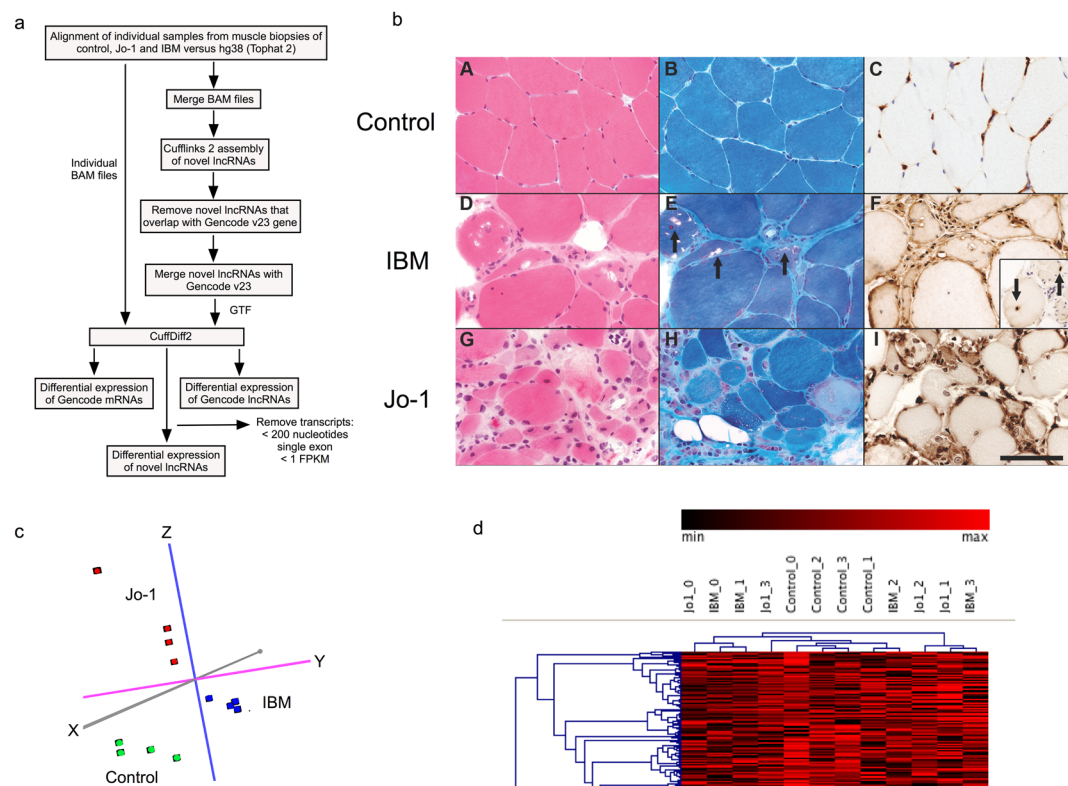 a
Alignment of individual samples from muscle biopsies of
control, Jo-1 and IBM versus hg38 (Tophat 2)
Merge BAM files
Cufflinks 2 assembly
of novel lncRNAs
Individual
BAM files
Remove novel lncRNAs that
overlap with Gencode v23 gene
Merge novel lncRNAs with
Gencode v23
GTF
CuffDiff2
Differential expression
of Gencode mRNAs
Differential expression
of Gencode lncRNAs
Remove transcripts:
< 200 nucleotides
single exon
< 1 FPKM
Differential expression
of novel lncRNAs
b
Control
A
B
C
IBM
D
E
F
Jo-1
G
H
I
c
Z
Jo-1
Y
IBM
X
Control
d
min
max
Jo1_0
IBM_0
IBM_1
Jo1_3
Control_0
Control_2
Control_3
Control_1
IBM_2
Jo1_2
Jo1_1
IBM_3